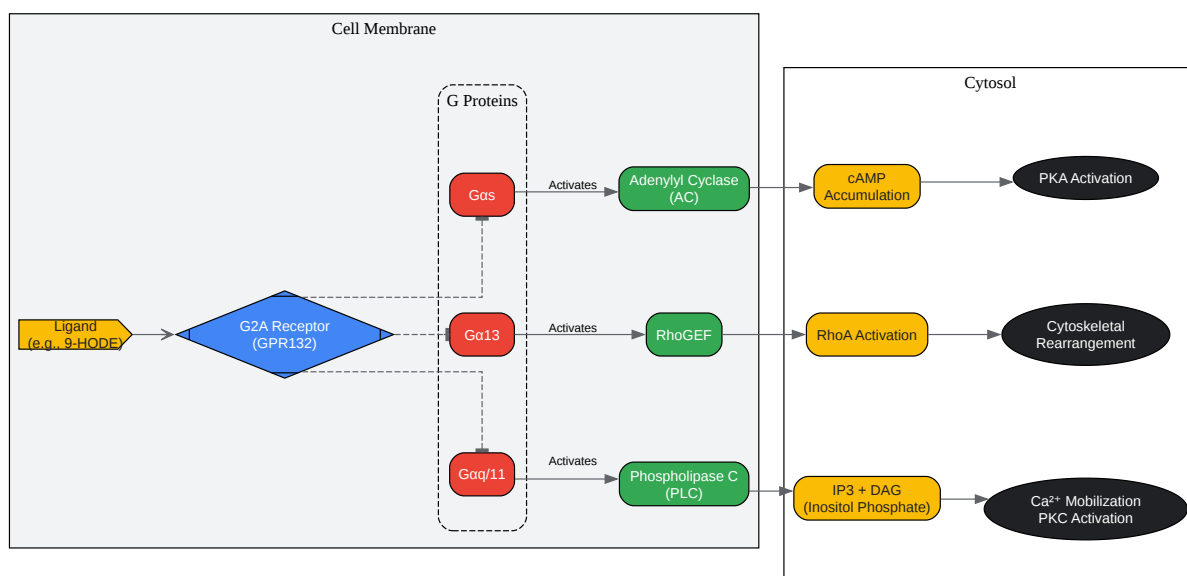 Cell Membrane
Cytosol
G Proteins
Gαs
Activates
Adenylyl Cyclase
(AC)
cAMP
Accumulation
PKA Activation
Ligand
(e.g., 9-HODE)
G2A Receptor
(GPR132)
Gα13
Activates
RhoGEF
RhoA Activation
Cytoskeletal
Rearrangement
Gαq/11
Activates
Phospholipase C
(PLC)
IP3 + DAG
(Inositol Phosphate)
Ca²⁺ Mobilization
PKC Activation